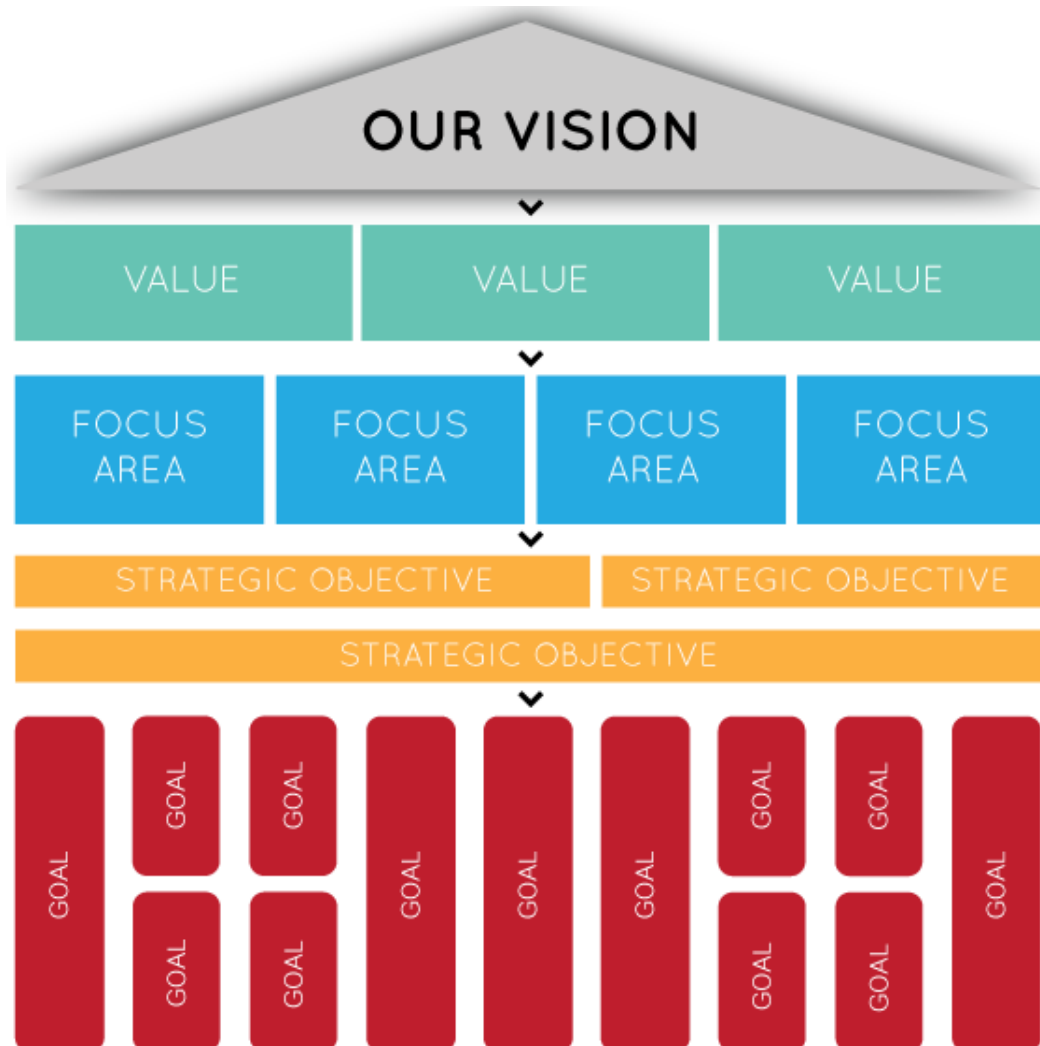 OUR VISION
VALUE VALUE VALUE
FOCUS AREA FOCUS AREA FOCUS AREA FOCUS AREA
STRATEGIC OBJECTIVE STRATEGIC OBJECTIVE
STRATEGIC OBJECTIVE
GOAL GOAL GOAL GOAL GOAL GOAL GOAL GOAL GOAL
GOAL GOAL GOAL GOAL